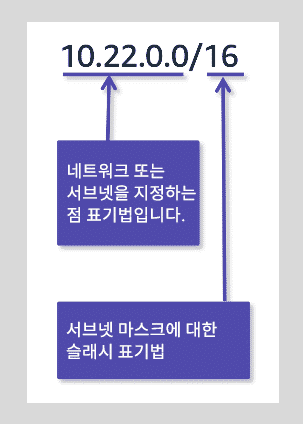 10.22.0.0/16
네트워크 또는
서브넷을 지정하는
점 표기법입니다.
서브넷 마스크에 대한
슬래시 표기법